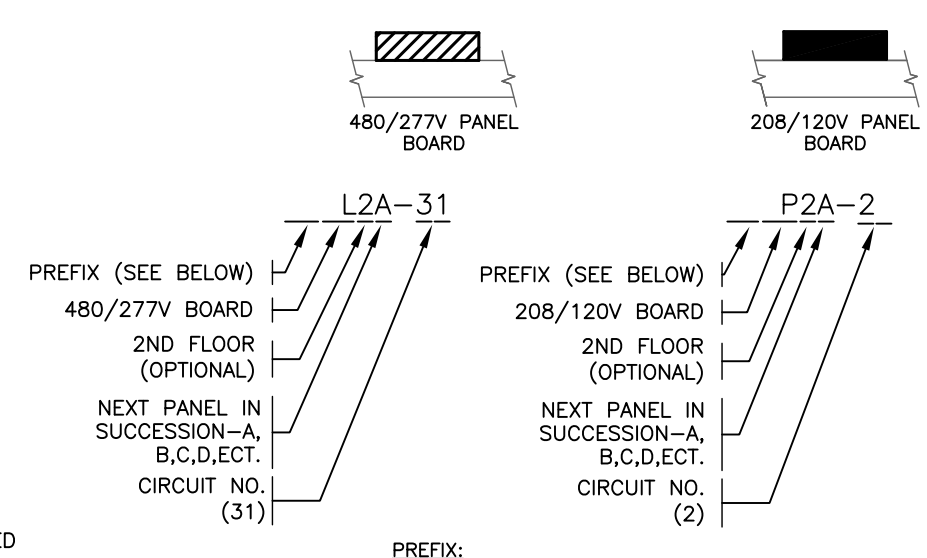 480/277V PANEL
BOARD
208/120V PANEL
BOARD
L2A-31
PREFIX (SEE BELOW)
480/277V BOARD
2ND FLOOR
(OPTIONAL)
NEXT PANEL IN
SUCCESSION-A,
B,C,D,ECT.
CIRCUIT NO.
(31)
P2A-2
PREFIX (SEE BELOW)
208/120V BOARD
2ND FLOOR
(OPTIONAL)
NEXT PANEL IN
SUCCESSION-A,
B,C,D,ECT.
CIRCUIT NO.
(2)
ED
PREFIX: